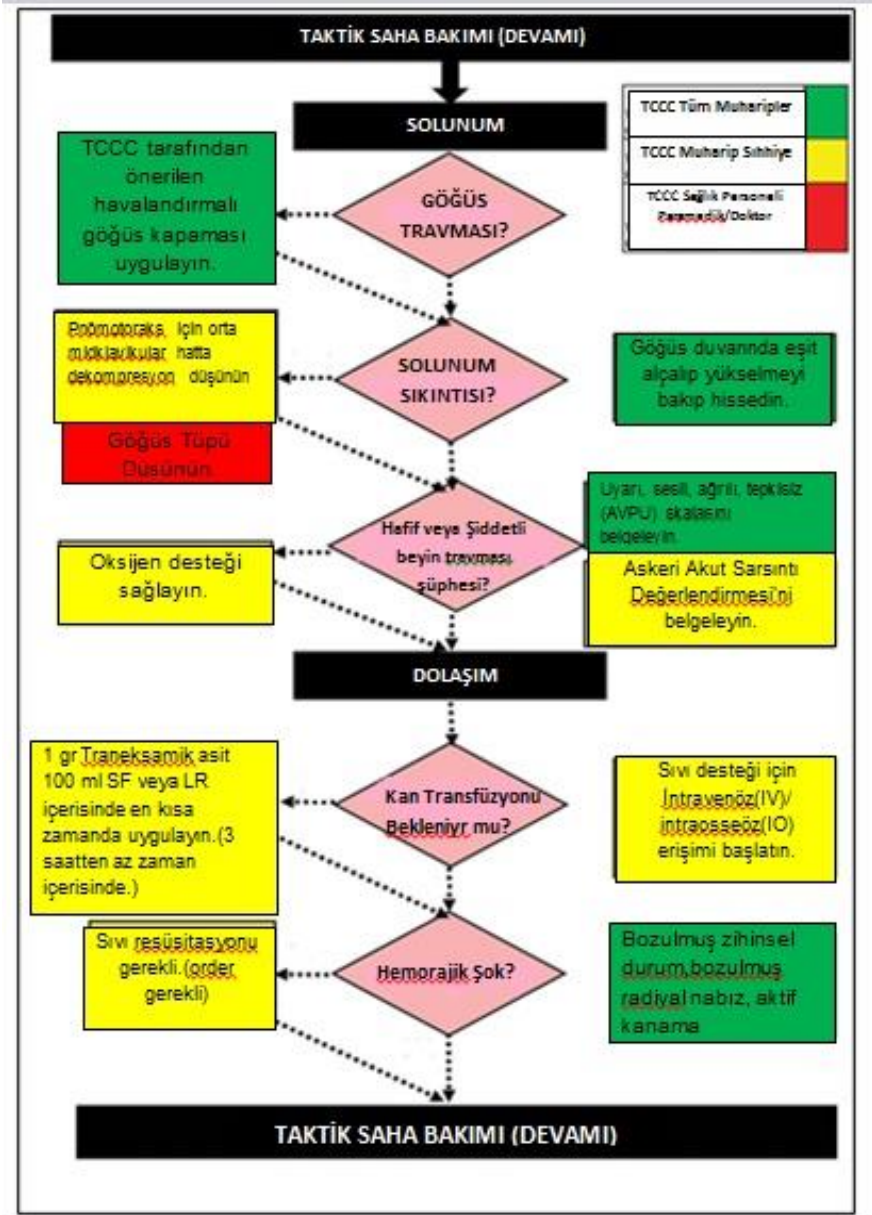 TAKTİK SAHA BAKIMI (DEVAMI)
SOLUNUM
TCCC Tüm Muharipler
TCCC Muharip Sıhhiye
TCCC Sağlık Personeli
Paramadik/Doktor
TCCC tarafından
önerilen
havalandırmalı
göğüs kapaması
uygulayın.
GÖĞÜS
TRAVMASI?
Pnömotoraks için orta
midklavikular hatta
dekompresyon düşünün
Göğüs Tüpü
Düşünün.
SOLUNUM
SIKINTISI?
Göğüs duvarında eşit
alçalıp yükselmeyi
bakıp hissedin.
Oksijen desteği
sağlayın.
Hafif veya Şiddetli
beyin travması
şüphesi?
Uyarı, sesli, ağrılı, tepkisiz
(AVPU) skalasını
belgeleyin.
Askeri Akut Sarsıntı
Değerlendirmesi'ni
belgeleyin.
DOLAŞIM
1 gr Traneksamik asit
100 ml SF veya LR
içerisinde en kısa
zamanda uygulayın.(3
saatten az zaman
içerisinde.)
Kan Transfüzyonu
Bekleniyr mu?
Sıvı desteği için
İntravenöz(IV)/
intraosseöz(IO)
erişimi başlatın.
Sıvı resüsitasyonu
gerekli.(order
gerekli)
Hemorajik Şok?
Bozulmuş zihinsel
durum,bozulmuş
radiyal nabız, aktif
kanama
TAKTİK SAHA BAKIMI (DEVAMI)